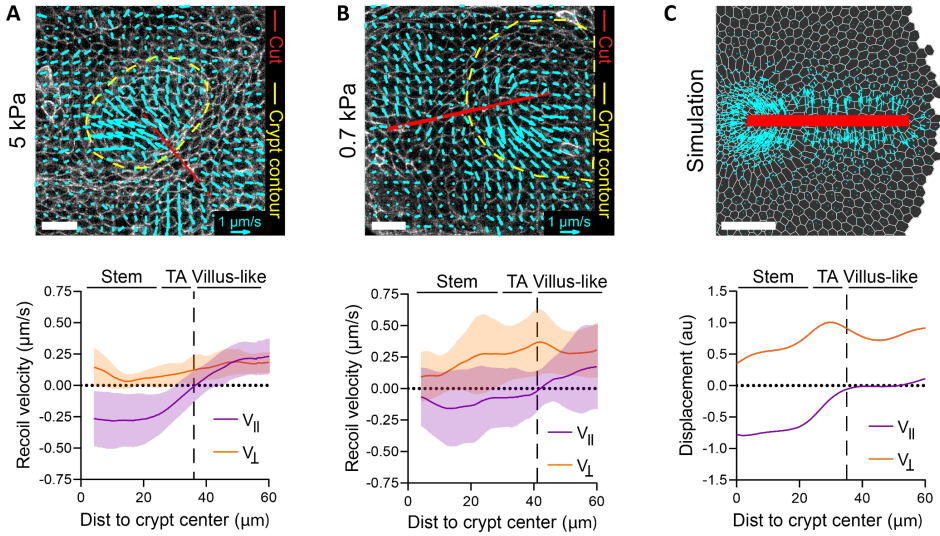 A
5 kPa
Cut
Crypt contour
1 μm/s
B
0.7 kPa
Cut
Crypt contour
1 μm/s
C
Simulation
Stem TA Villus-like
Recoil velocity (μm/s)
0.75
0.50
0.25
0.00
-0.25
-0.50
-0.75
V||
V⊥
0 20 40 60
Dist to crypt center (μm)
Stem TA Villus-like
Recoil velocity (μm/s)
0.75
0.50
0.25
0.00
-0.25
-0.50
-0.75
V||
V⊥
0 20 40 60
Dist to crypt center (μm)
Stem TA Villus-like
Displacement (au)
1.5
1.0
0.5
0.0
-0.5
-1.0
-1.5
V||
V⊥
0 20 40 60
Dist to crypt center (μm)